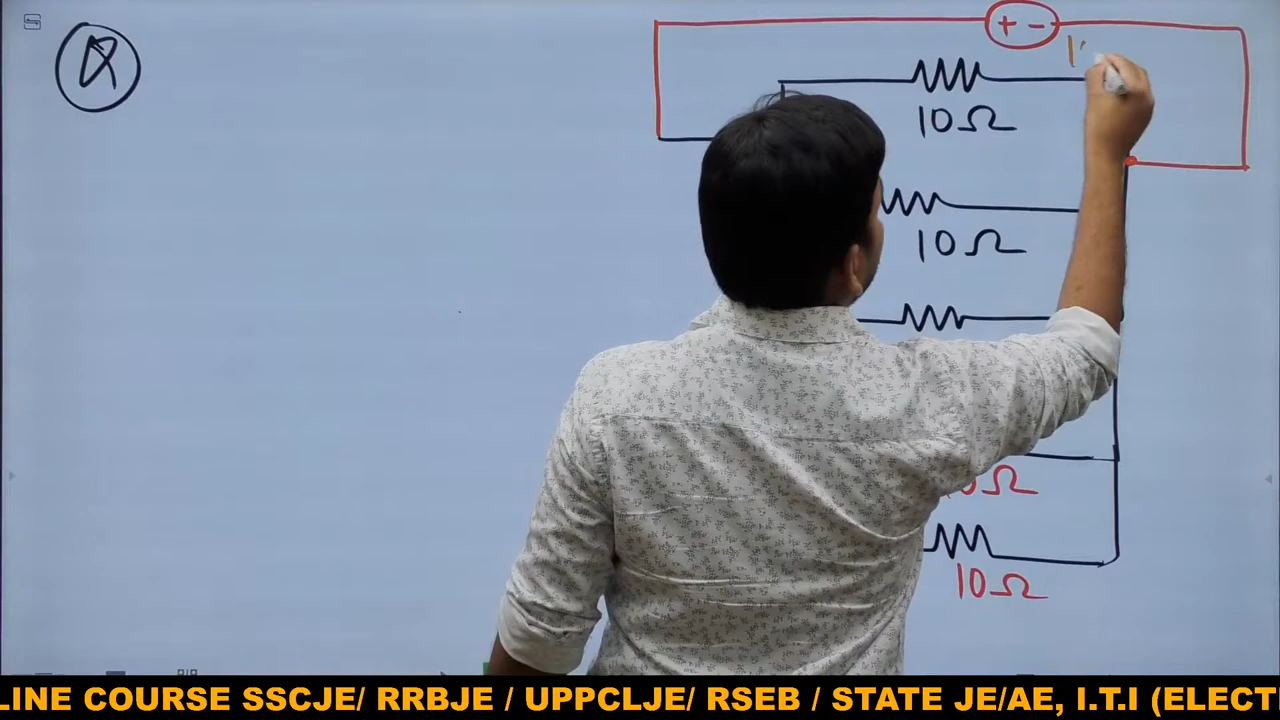 Q
+ -
10Ω
10Ω
Ω
10Ω
LINE COURSE SSCJE/ RRBJE / UPPCLJE/ RSEB / STATE JE/AE, I.T.I (ELECT